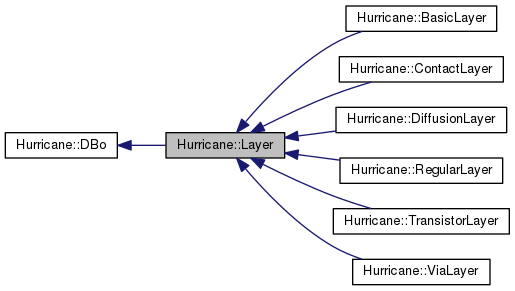 Hurricane::BasicLayer
Hurricane::ContactLayer
Hurricane::DiffusionLayer
Hurricane::DBo
Hurricane::Layer
Hurricane::RegularLayer
Hurricane::TransistorLayer
Hurricane::ViaLayer